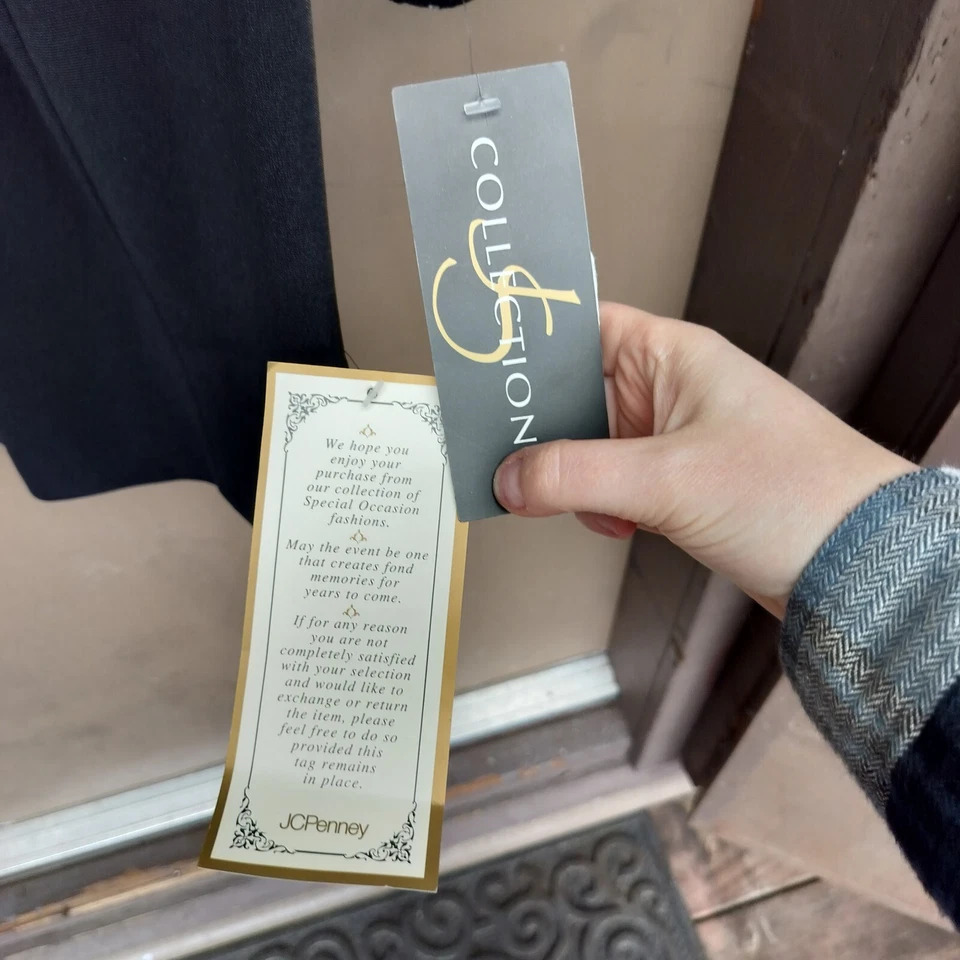 COLLECTION
We hope you
enjoy your
purchase from
our collection of
Special Occasion
fashions.
May the event be one
that creates fond
memories for
years to come.
If for any reason
you are not
completely satisfied
with your selection
and would like to
exchange or return
the item, please
feel free to do so
provided this
tag remains
in place.
JCPenney